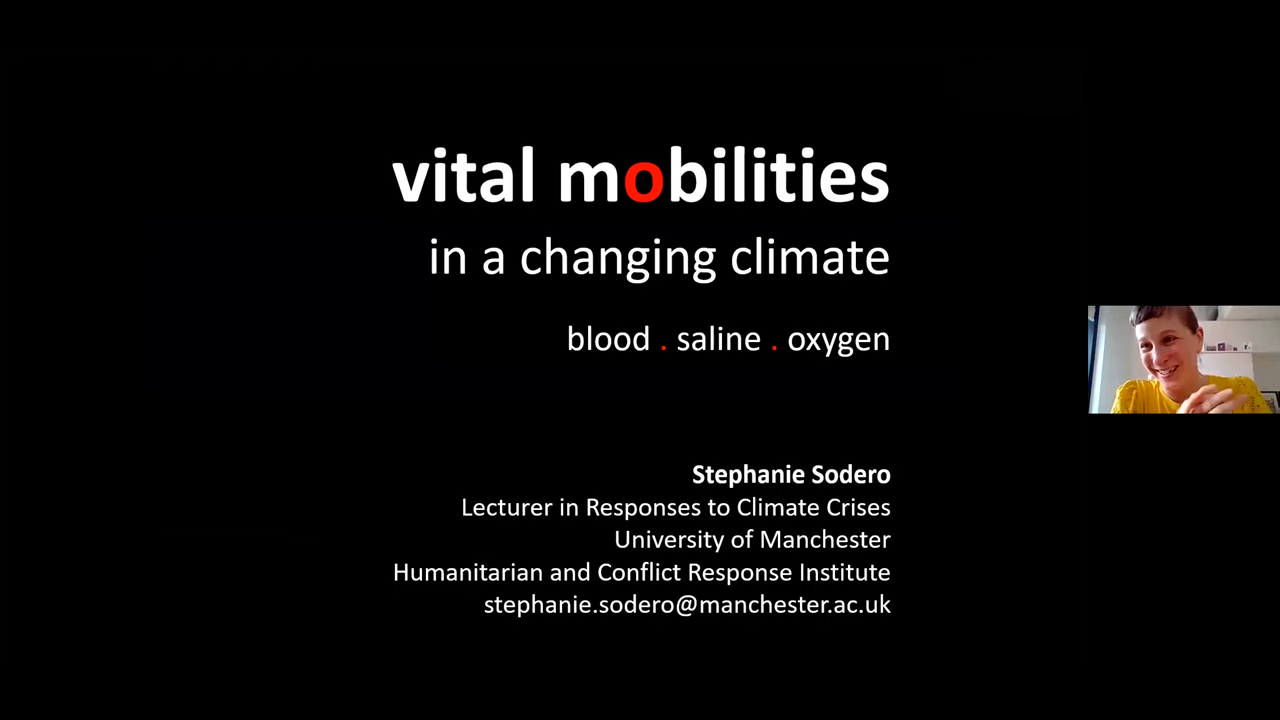 vital mobilities
in a changing climate
blood . saline . oxygen
Stephanie Sodero
Lecturer in Responses to Climate Crises
University of Manchester
Humanitarian and Conflict Response Institute
stephanie.sodero@manchester.ac.uk